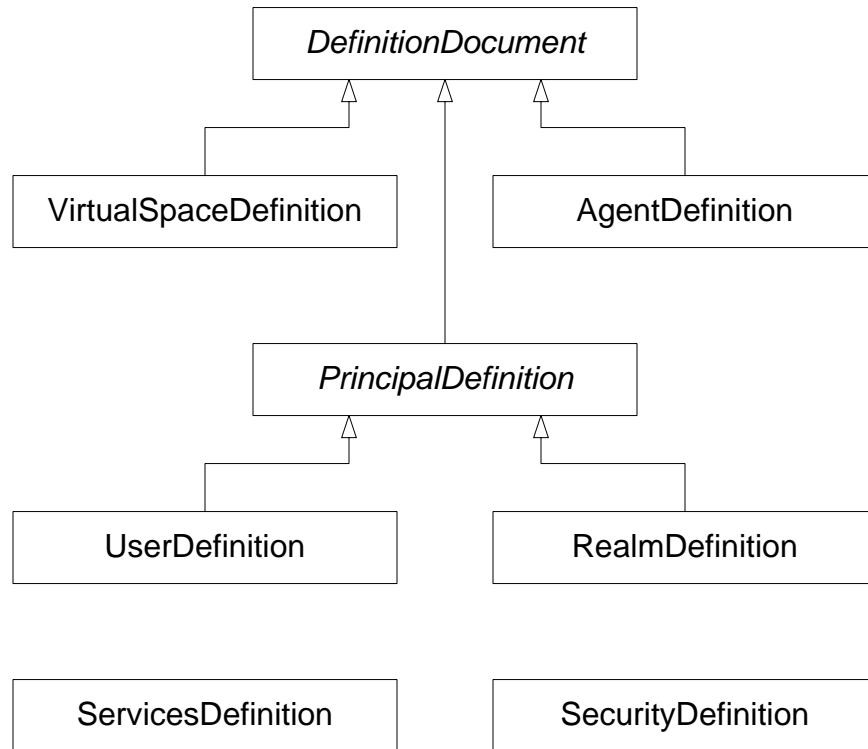 DefinitionDocument
VirtualSpaceDefinition
AgentDefinition
PrincipalDefinition
UserDefinition
RealmDefinition
ServicesDefinition
SecurityDefinition